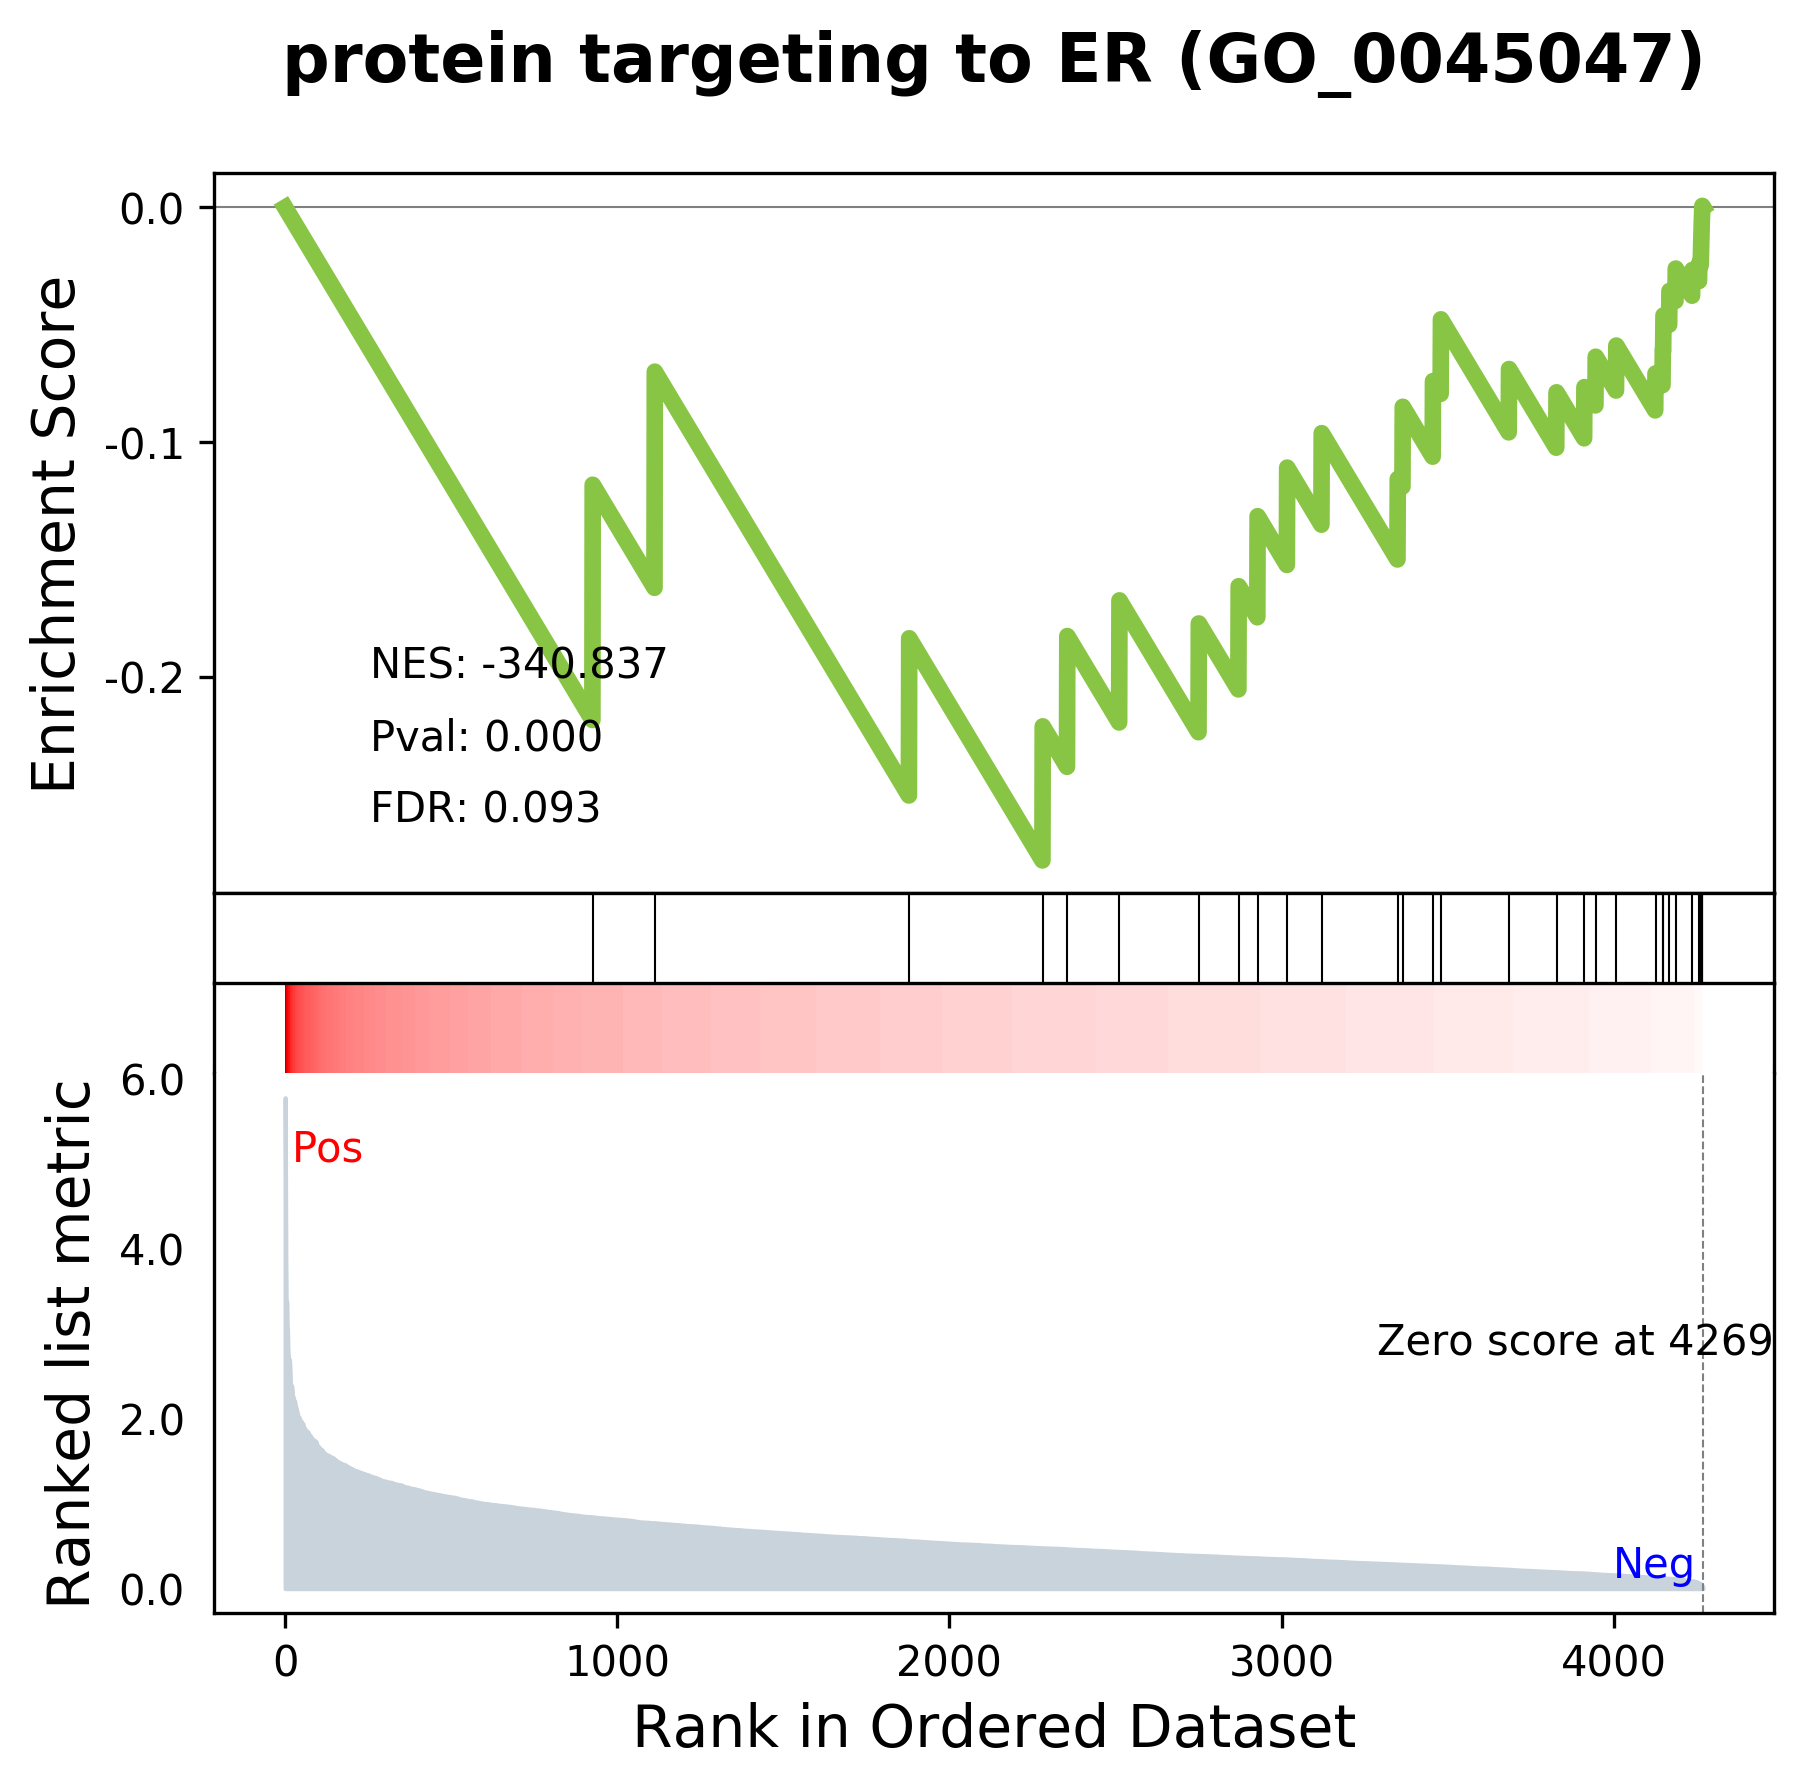 protein targeting to ER (GO_0045047)
Enrichment Score
0.0
-0.1
-0.2
NES: -340.837
Pval: 0.000
FDR: 0.093
Ranked list metric
6.0
4.0
2.0
0.0
Pos
Zero score at 4269
Neg
0 1000 2000 3000 4000
Rank in Ordered Dataset